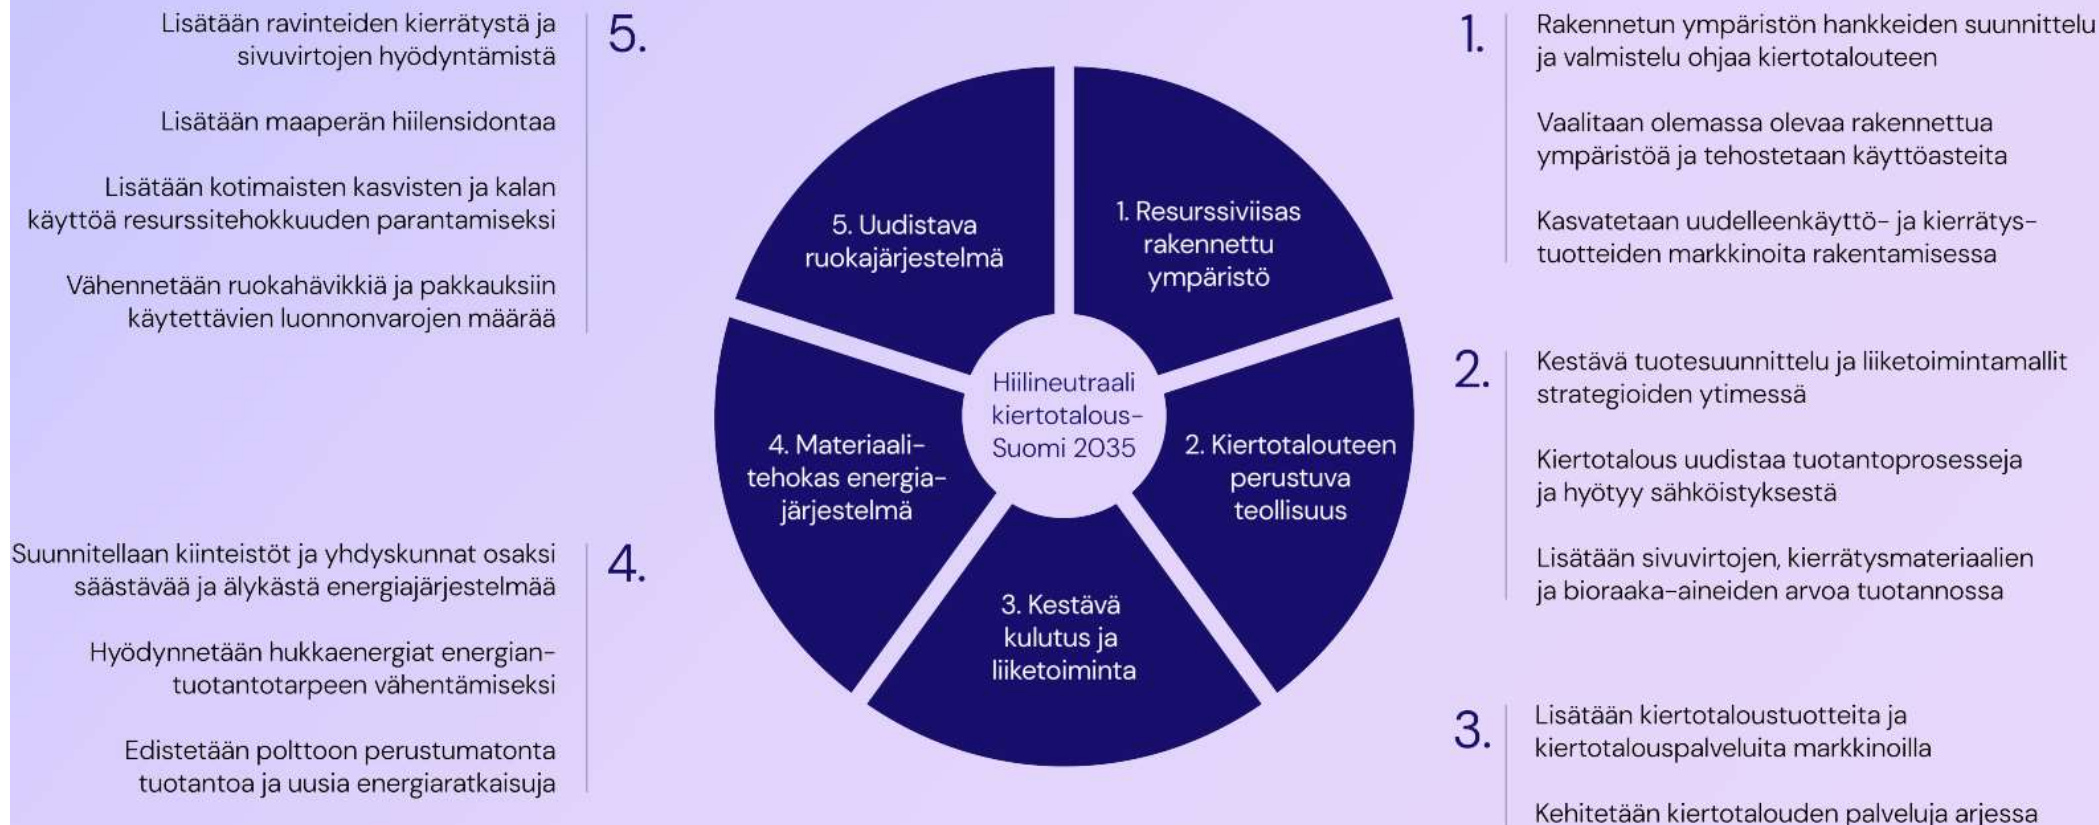 Lisätään ravinteiden kierrätystä ja
sivuvirtojen hyödyntämistä
Lisätään maaperän hiilensidontaa
Lisätään kotimaisten kasvisten ja kalan
käyttöä resurssitehokkuuden parantamiseksi
Vähennetään ruokahävikkiä ja pakkauksiin
käytettävien luonnonvarojen määrää
5.
Suunnitellaan kiinteistöt ja yhdyskunnat osaksi
säästävää ja älykästä energiajärjestelmää
Hyödynnetään hukkaenergiat energian-
tuotantotarpeen vähentämiseksi
Edistetään polttoon perustumatonta
tuotantoa ja uusia energiaratkaisuja
4.
5. Uudistava
ruokajärjestelmä
1. Resurssiviisas
rakennettu
ympäristö
Hiilineutraali
kiertotalous-
Suomi 2035
4. Materiaali-
tehokas energia-
järjestelmä
2. Kiertotalouteen
perustuva
teollisuus
3. Kestävä
kulutus ja
liiketoiminta
1.
Rakennetun ympäristön hankkeiden suunnittelu
ja valmistelu ohjaa kiertotalouteen
Vaalitaan olemassa olevaa rakennettua
ympäristöä ja tehostetaan käyttöasteita
Kasvatetaan uudelleenkäyttö- ja kierrätys-
tuotteiden markkinoita rakentamisessa
2.
Kestävä tuotesuunnittelu ja liiketoimintamallit
strategioiden ytimessä
Kiertotalous uudistaa tuotantoprosesseja
ja hyötyy sähköistyksestä
Lisätään sivuvirtojen, kierrätysmateriaalien
ja bioraaka-aineiden arvoa tuotannossa
3.
Lisätään kiertotaloustuotteita ja
kiertotalouspalveluita markkinoilla
Kehitetään kiertotalouden palveluja arjessa